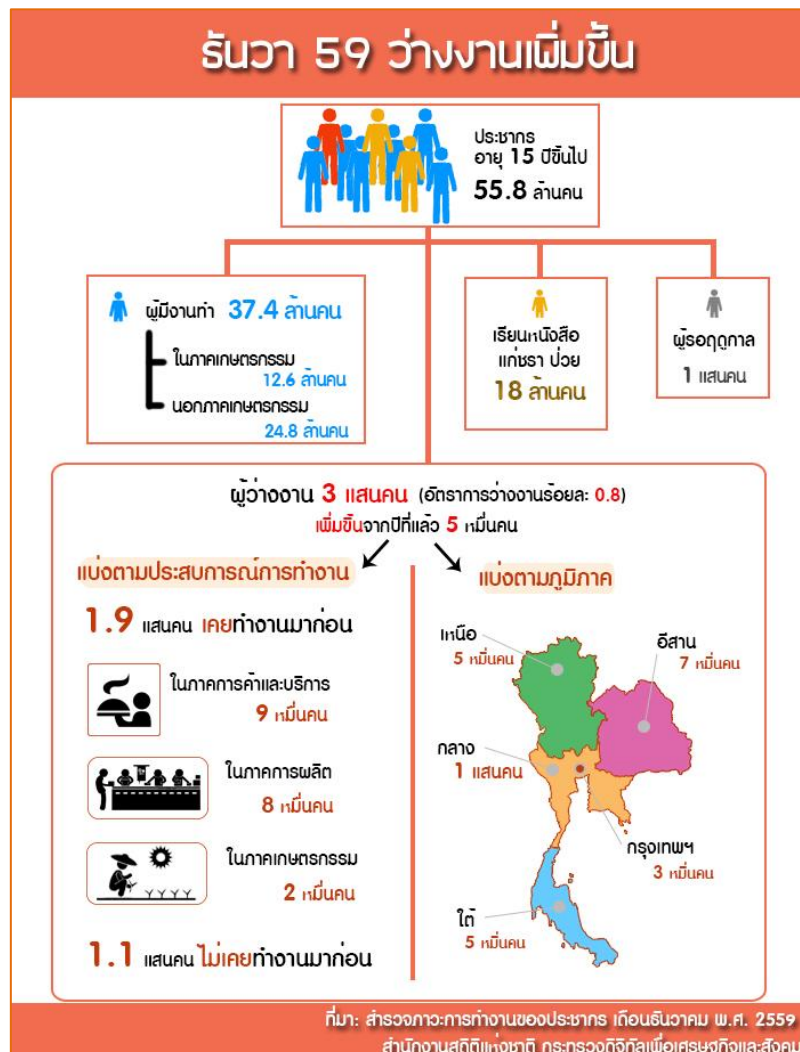 ธันวา 59 ว่างงานเพิ่มขึ้น
ประชากร
อายุ 15 ปีขึ้นไป
55.8 ล้านคน
ผู้มีงานทำ 37.4 ล้านคน
ในภาคเกษตรกรรม
12.6 ล้านคน
นอกภาคเกษตรกรรม
24.8 ล้านคน
เรียนหนังสือ
แก่ชรา ป่วย
18 ล้านคน
ผู้รอฤดูกาล
1 แสนคน
ผู้ว่างงาน 3 แสนคน (อัตราการว่างงานร้อยละ 0.8)
เพิ่มขึ้นจากปีที่แล้ว 5 หมื่นคน
แบ่งตามประสบการณ์การทำงาน
1.9 แสนคน เคยทำงานมาก่อน
ในภาคการค้าและบริการ
9 หมื่นคน
ในภาคการผลิต
8 หมื่นคน
ในภาคเกษตรกรรม
2 หมื่นคน
1.1 แสนคน ไม่เคยทำงานมาก่อน
แบ่งตามภูมิภาค
เหนือ
5 หมื่นคน
อีสาน
7 หมื่นคน
กลาง
1 แสนคน
กรุงเทพฯ
3 หมื่นคน
ใต้
5 หมื่นคน
ที่มา: สำรวจภาวะการทำงานของประชากร เดือนธันวาคม พ.ศ. 2559
สำนักงานสถิติแห่งชาติ กระทรวงดิจิทัลเพื่อเศรษฐกิจและสังคม